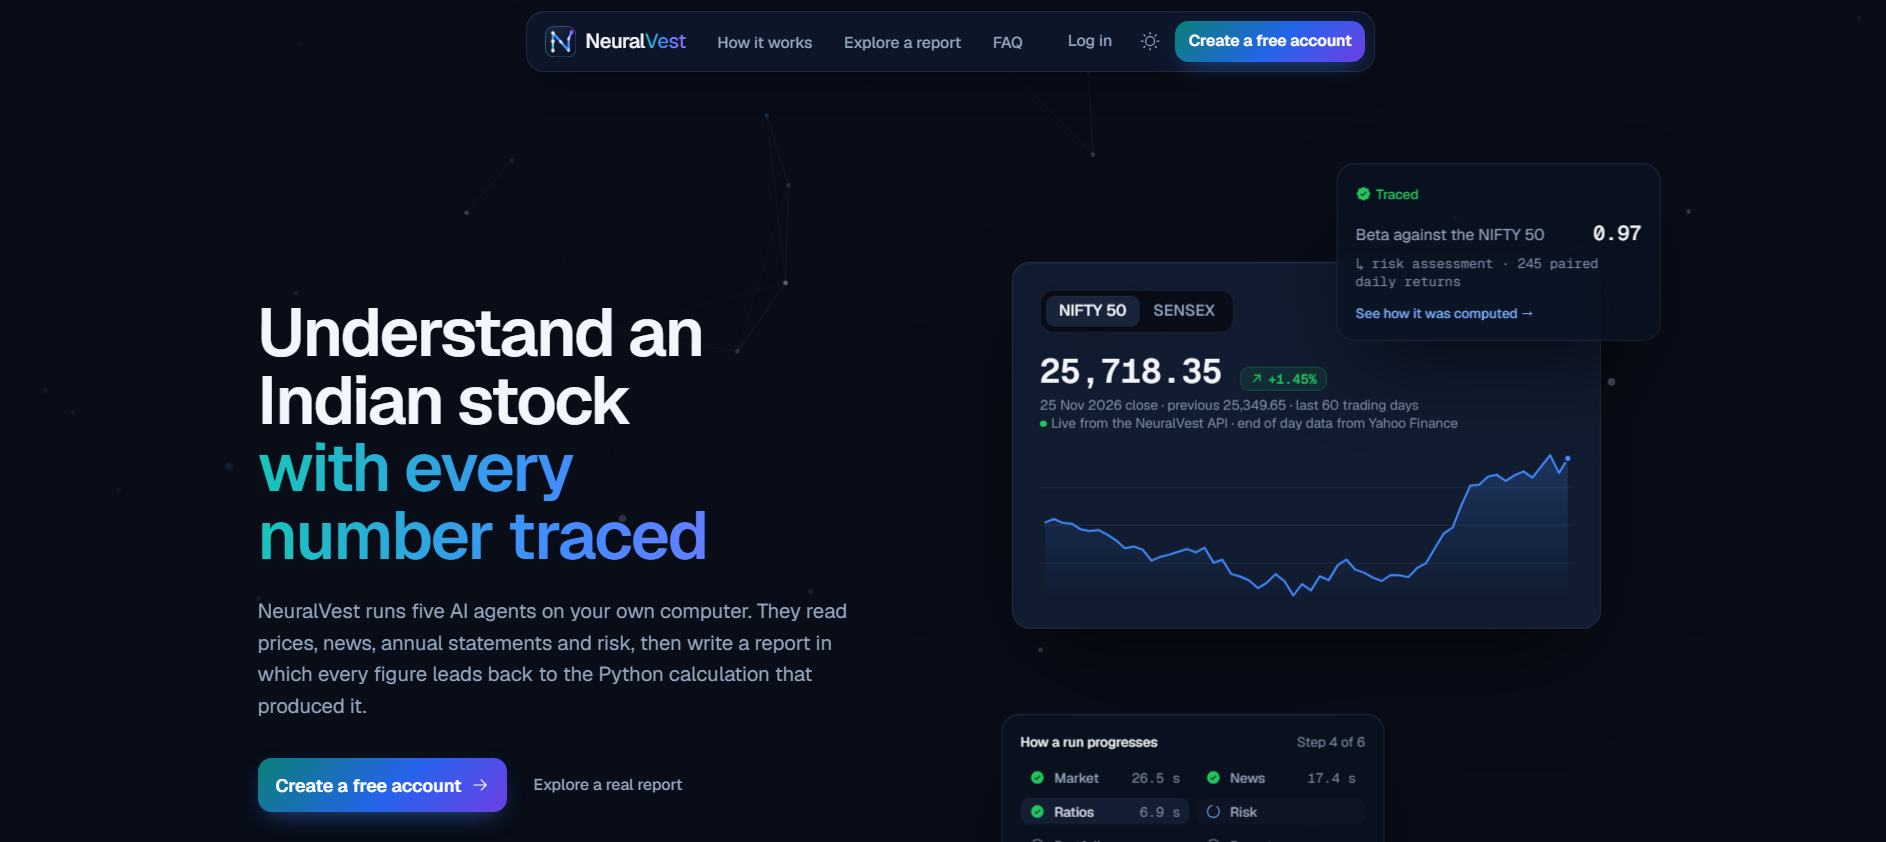 NeuralVest
How it works
Explore a report
FAQ
Log in
Create a free account
Understand an
Indian stock
with every
number traced
NeuralVest runs five AI agents on your own computer. They read
prices, news, annual statements and risk, then write a report in
which every figure leads back to the Python calculation that
produced it.
Create a free account →
Explore a real report
Traced
Beta against the NIFTY 50 0.97
↳ risk assessment · 245 paired
daily returns
See how it was computed →
NIFTY 50 SENSEX
25,718.35 ↗ +1.45%
25 Nov 2026 close · previous 25,349.65 · last 60 trading days
Live from the NeuralVest API · end of day data from Yahoo Finance
How a run progresses Step 4 of 6
Market 26.5 s News 17.4 s
Ratios 6.9 s Risk